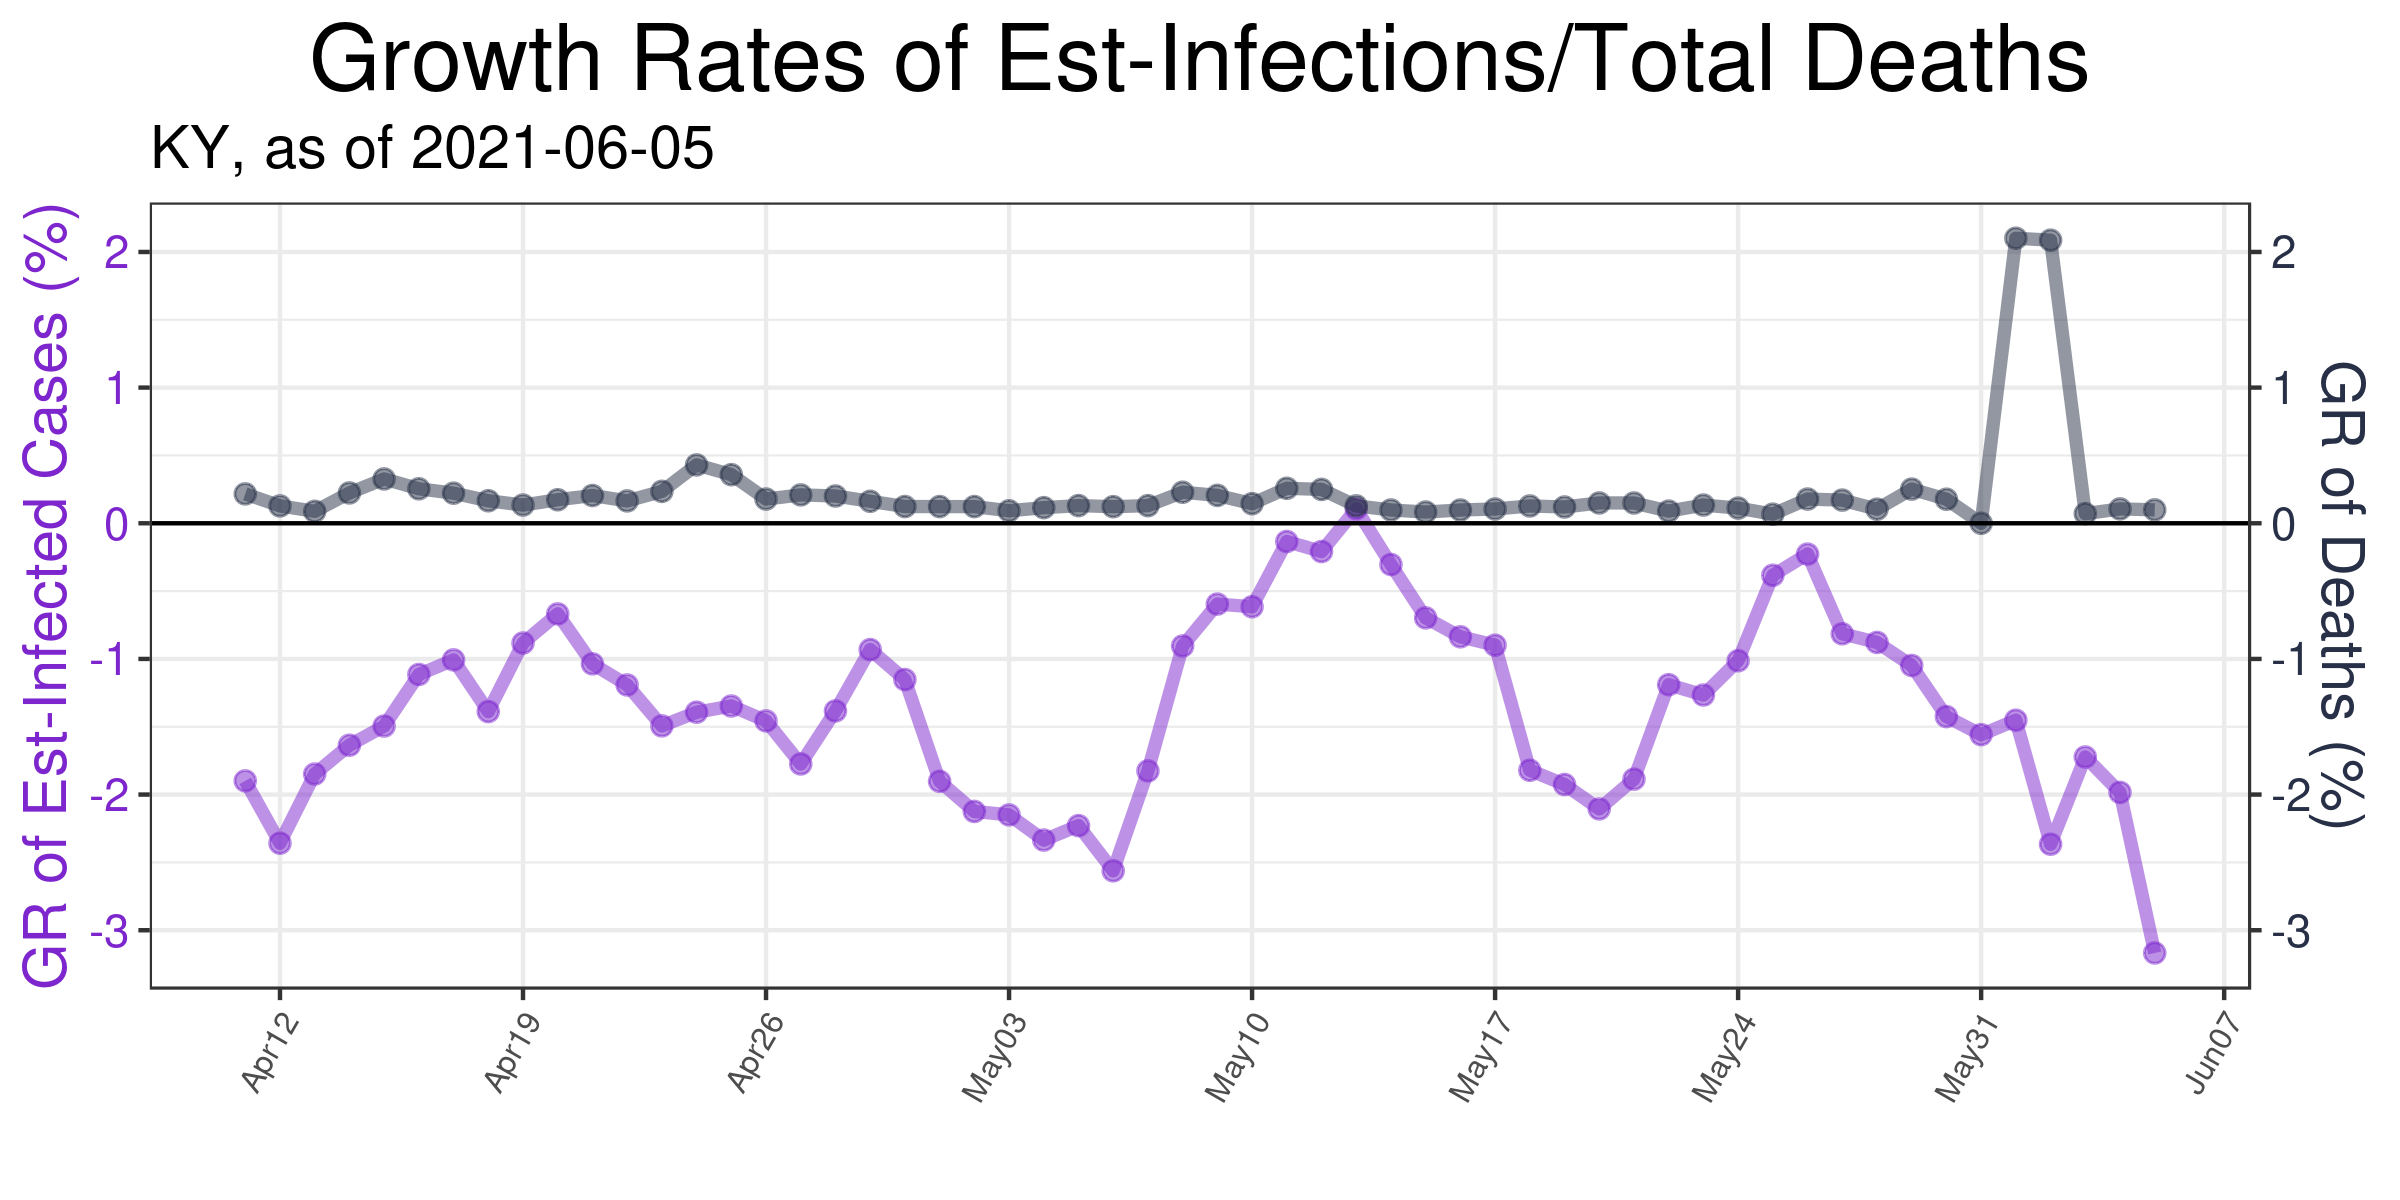 Growth Rates of Est-Infections/Total Deaths
KY, as of 2021-06-05
GR of Est-Infected Cases (%)
2
1
0
-1
-2
-3
2
1
0
-1
-2
-3
GR of Deaths (%)
Apr12
Apr19
Apr26
May03
May10
May17
May24
May31
Jun07